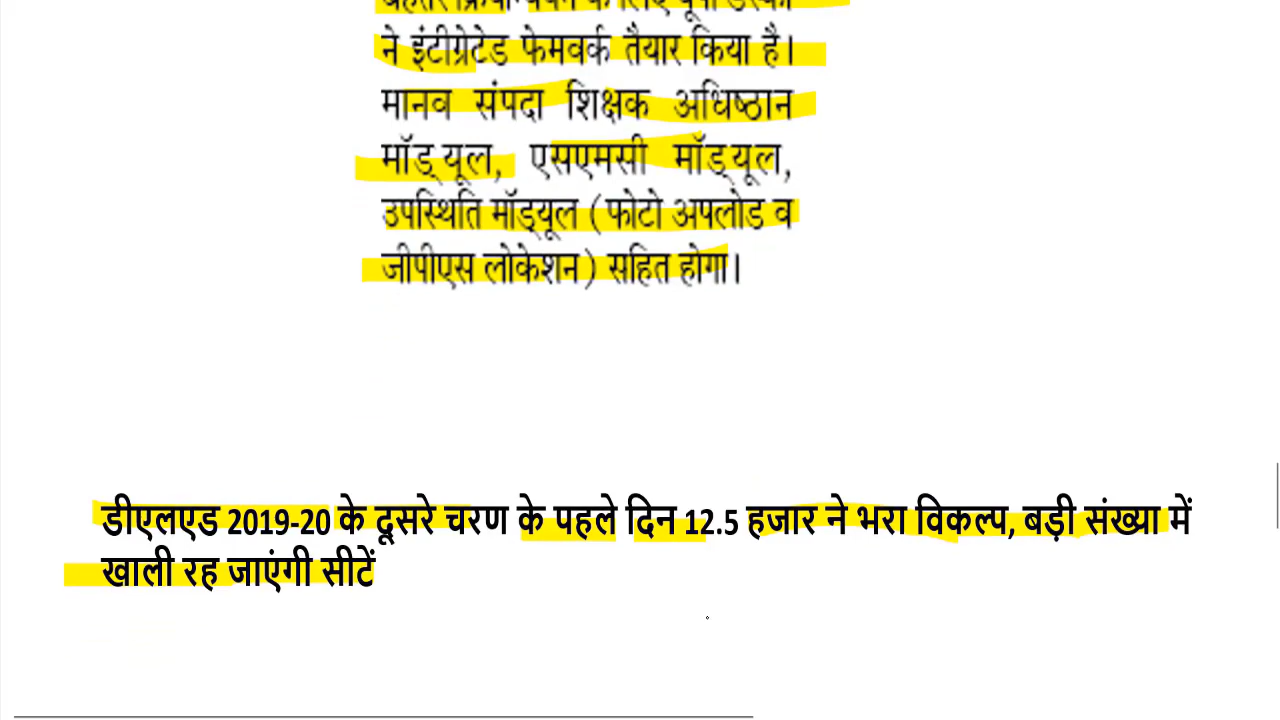 के लिए यूपी डेस्को
ने इंटीग्रेटेड फेमवर्क तैयार किया है।
मानव संपदा शिक्षक अधिष्ठान
मॉड्यूल, एसएमसी मॉड्यूल,
उपस्थिति मॉड्यूल (फोटो अपलोड व
जीपीएस लोकेशन) सहित होगा।
डीएलएड 2019-20 के दूसरे चरण के पहले दिन 12.5 हजार ने भरा विकल्प, बड़ी संख्या में
खाली रह जाएंगी सीटें